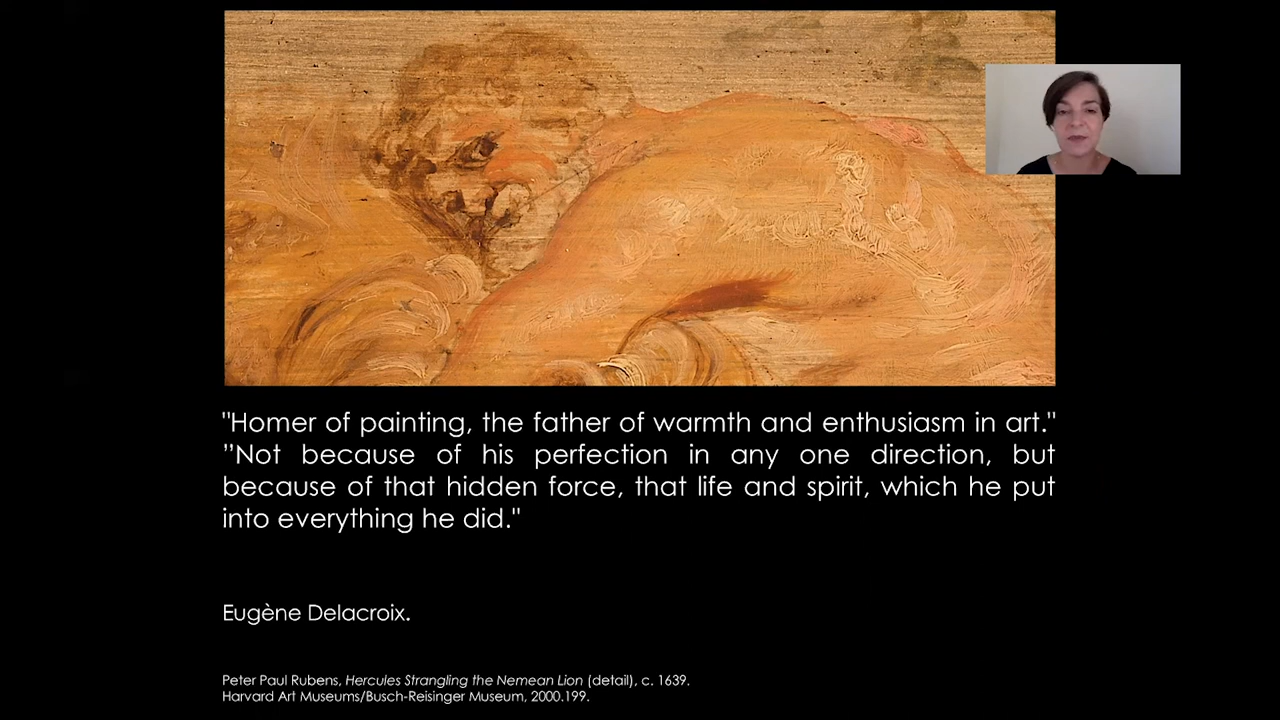 "Homer of painting, the father of warmth and enthusiasm in art."
"Not because of his perfection in any one direction, but
because of that hidden force, that life and spirit, which he put
into everything he did."
Eugène Delacroix.
Peter Paul Rubens, Hercules Strangling the Nemean Lion (detail), c. 1639.
Harvard Art Museums/Busch-Reisinger Museum, 2000.199.